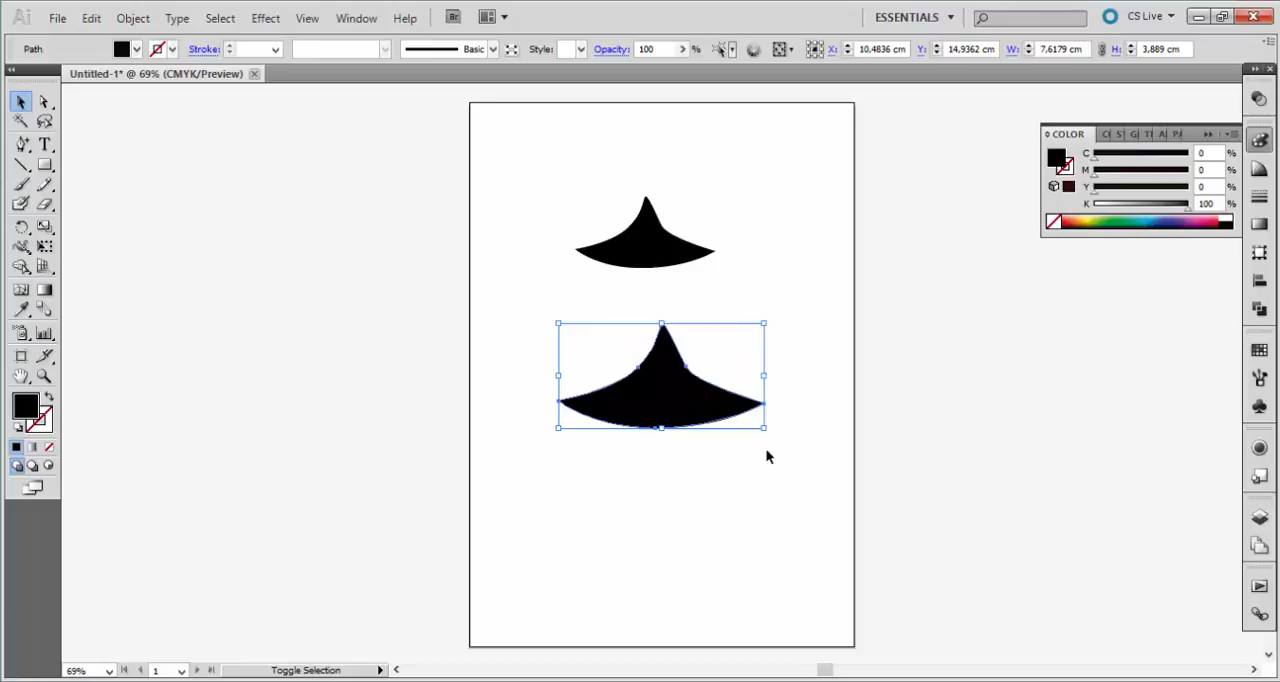 Ai File Edit Object Type Select Effect View Window Help Br ESSENTIALS CS Live
Path Stroke: Basic Style: Opacity: 100 % X: 10,4836 cm Y: 14,9362 cm W: 7,6179 cm H: 3,889 cm
Untitled-1* @ 69% (CMYK/Preview)
COLOR
C 0 %
M 0 %
Y 0 %
K 100 %
T
69% 1 Toggle Selection